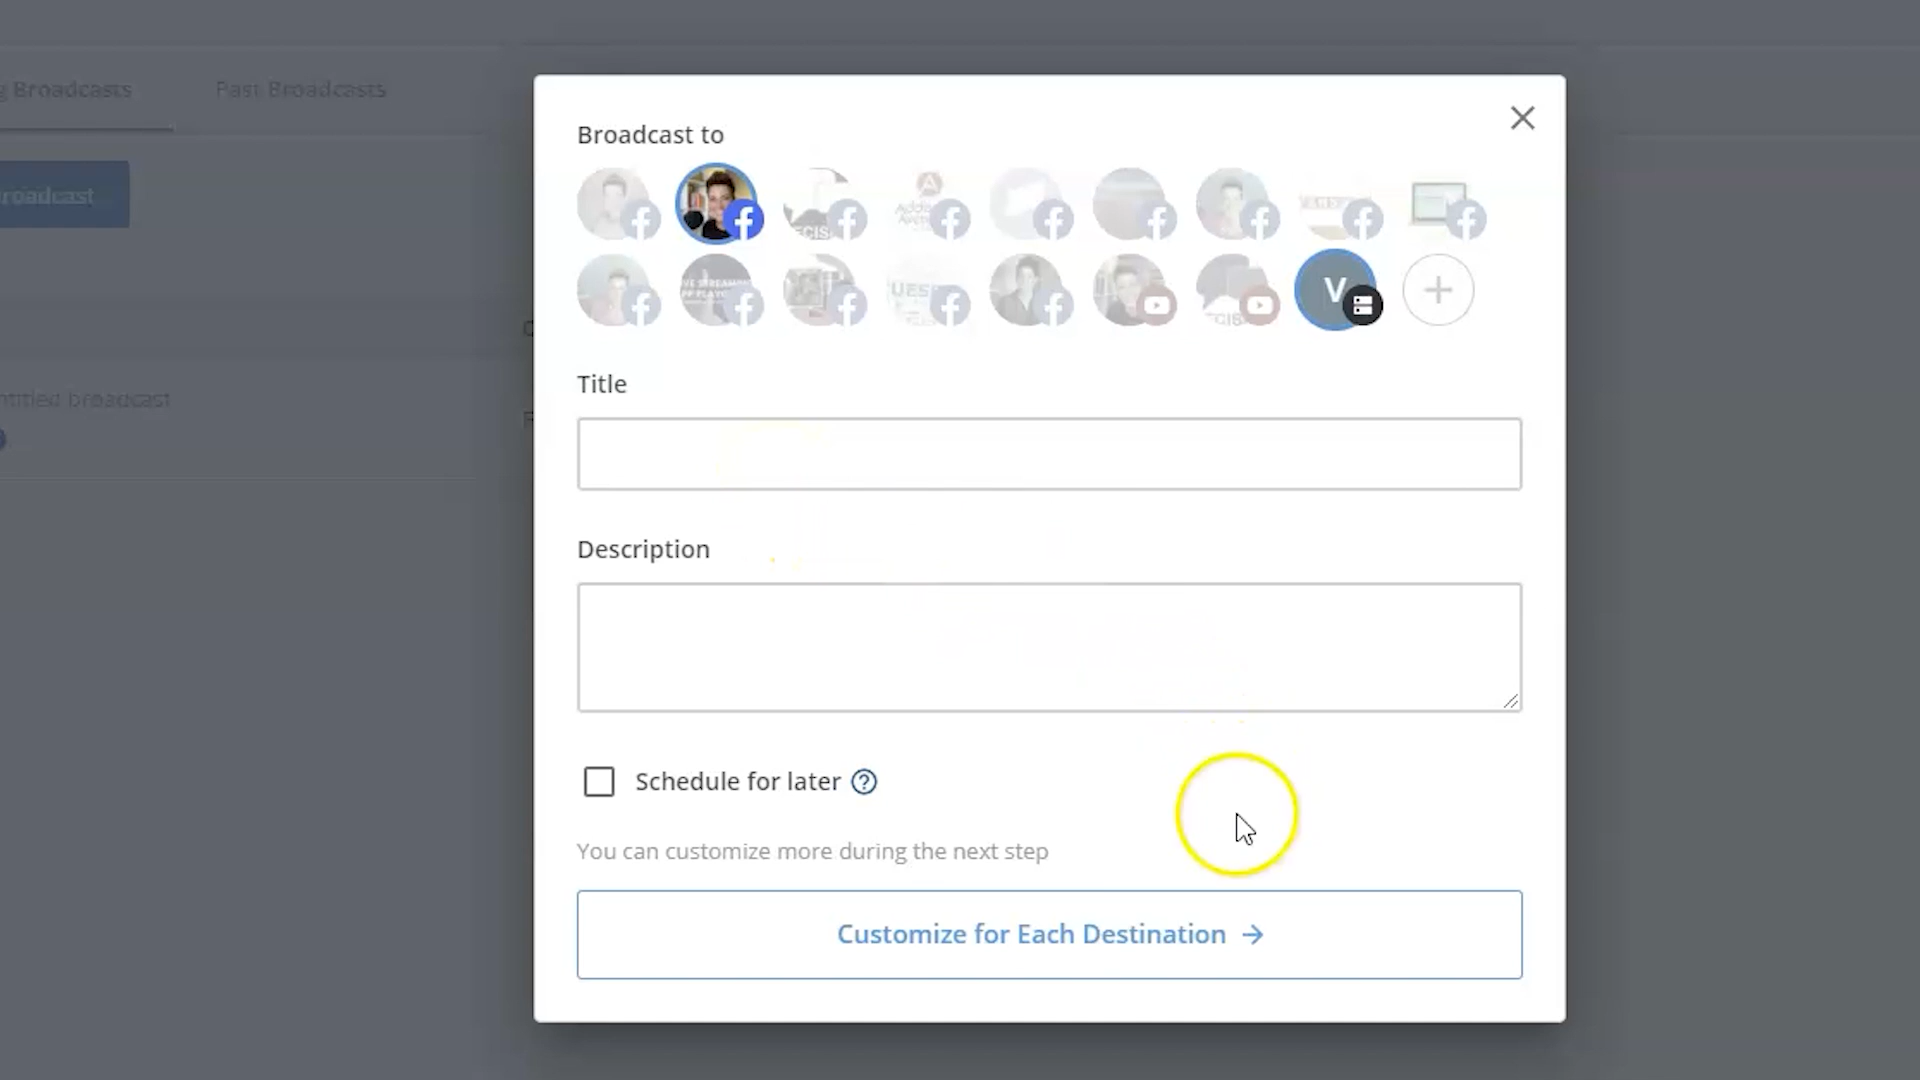 Broadcasts
Past Broadcasts
Broadcast to
V
Title
broadcast
Description
Schedule for later
You can customize more during the next step
Customize for Each Destination →